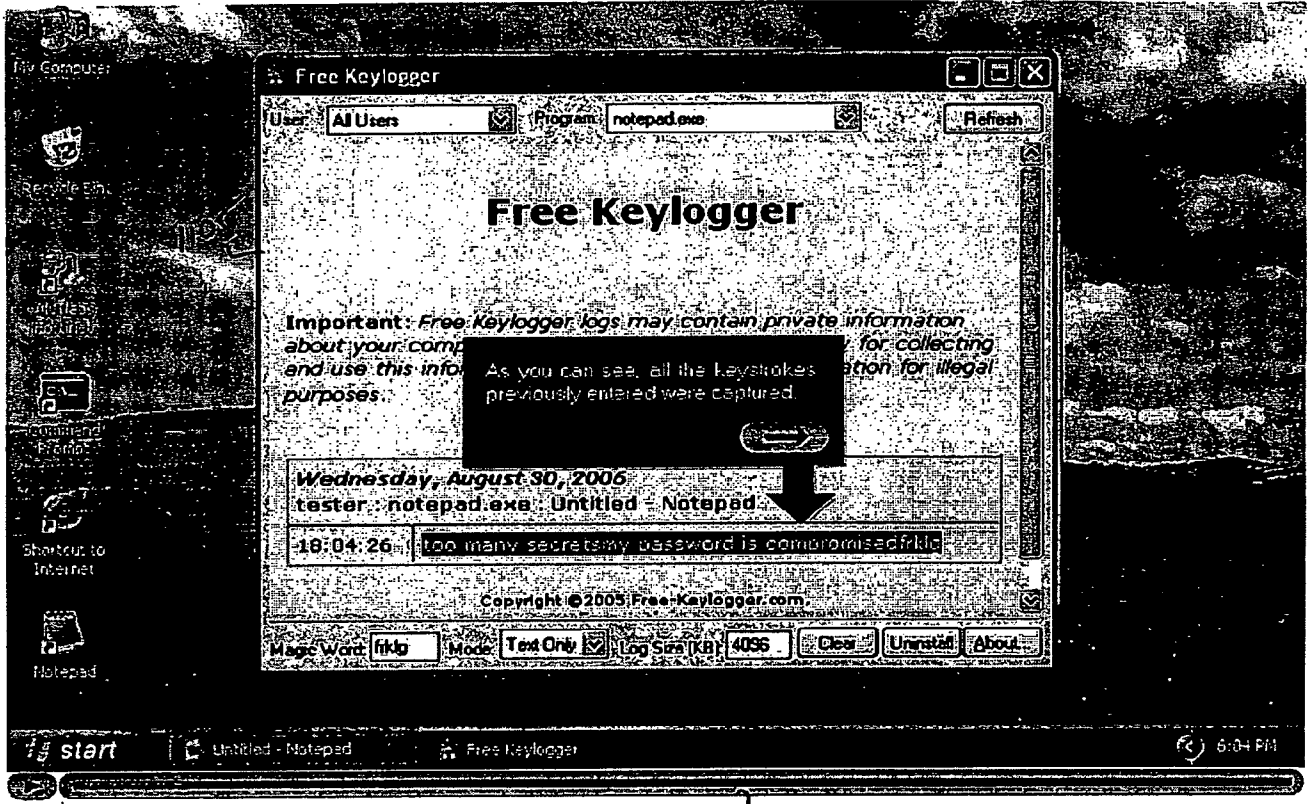 My Computer
Free Keylogger
User: All Users Program: notepad.exe Refresh
Recycle Bin
Free Keylogger
Important: Free Keylogger logs may contain private information
about your comp for collecting
and use this infor ation for illegal
purposes.
As you can see, all the keystrokes
previously entered were captured.
Command
Prompt
Wednesday, August 30, 2006
tester : notepad.exe : Untitled - Notepad
18:04:26 too many secretsmy password is compromisedfrklg
Shortcut to
Internet
Copyright ©2005 Free-Keylogger.com
Magic Word: frklg Mode: Text Only Log Size (KB): 4096 Clear Uninstall About...
Notepad
start Untitled - Notepad Free Keylogger 6:04 PM